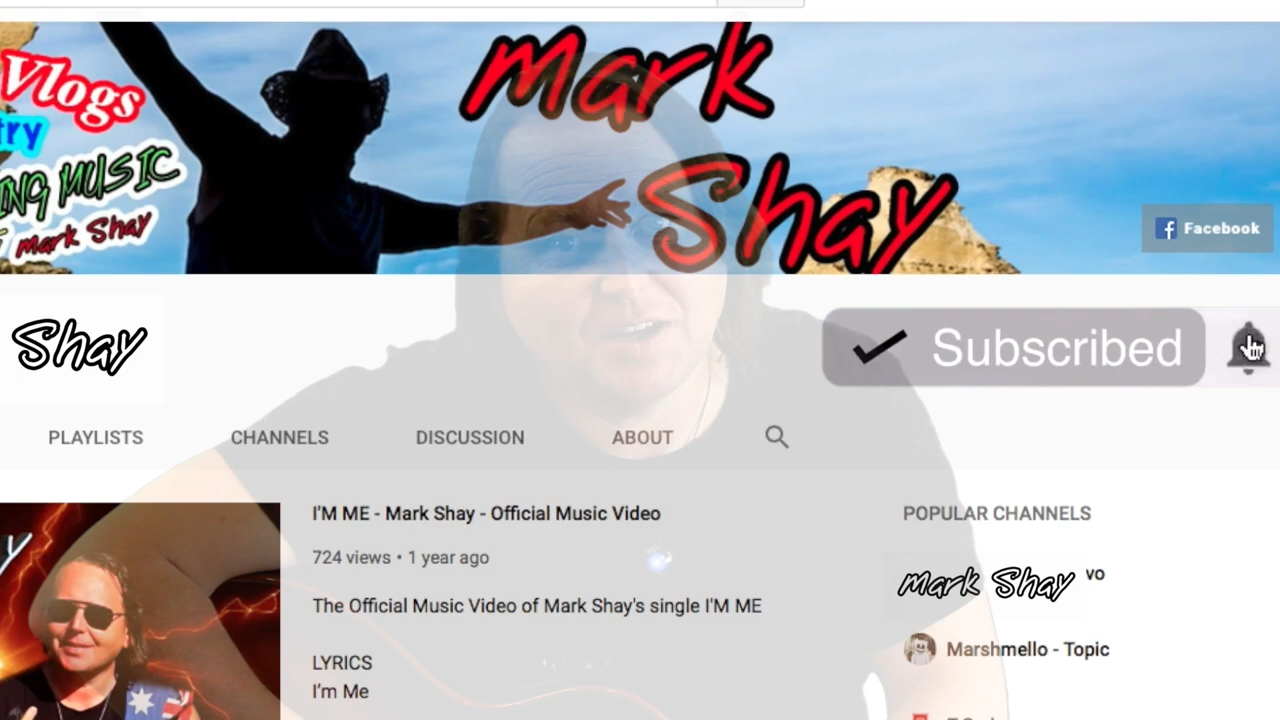 Vlogs
try
ING MUSIC
mark Shay
mark
Shay
Facebook
Shay
Subscribed
PLAYLISTS
CHANNELS
DISCUSSION
ABOUT
I'M ME - Mark Shay - Official Music Video
724 views • 1 year ago
The Official Music Video of Mark Shay's single I'M ME
LYRICS
I'm Me
POPULAR CHANNELS
mark Shay vo
Marshmello - Topic